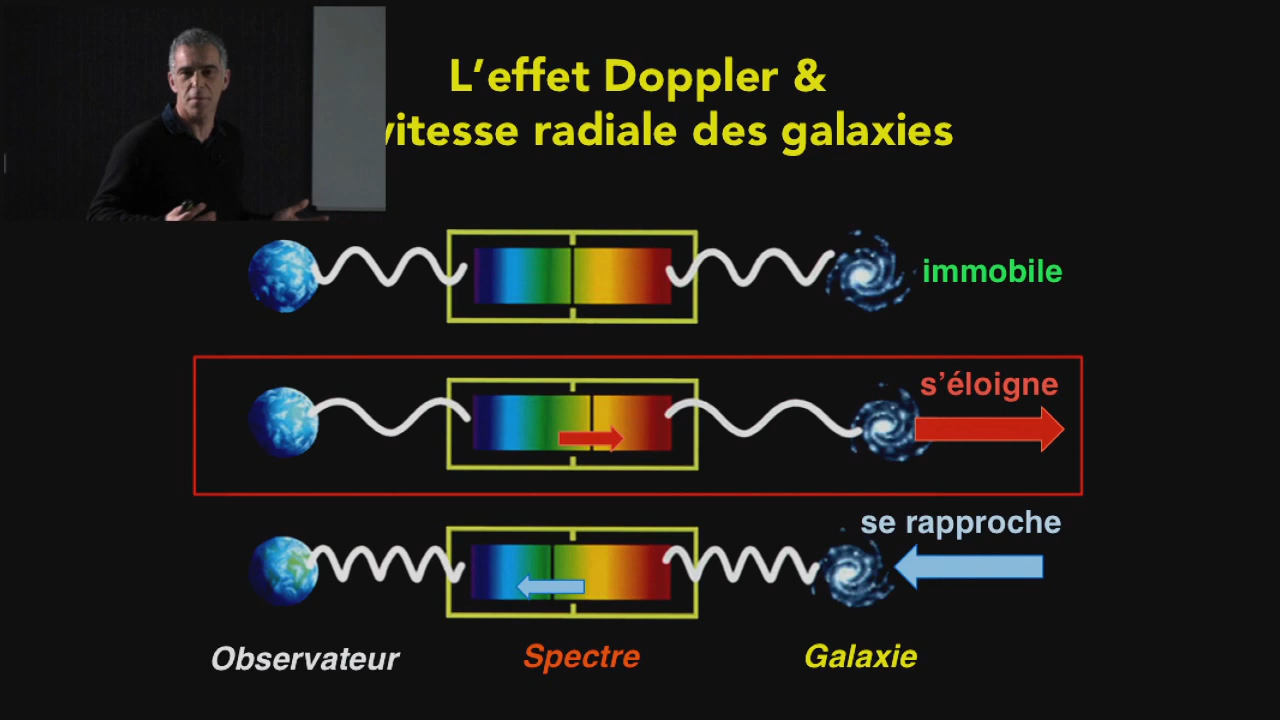 L'effet Doppler &
vitesse radiale des galaxies
immobile
s'éloigne
se rapproche
Observateur
Spectre
Galaxie